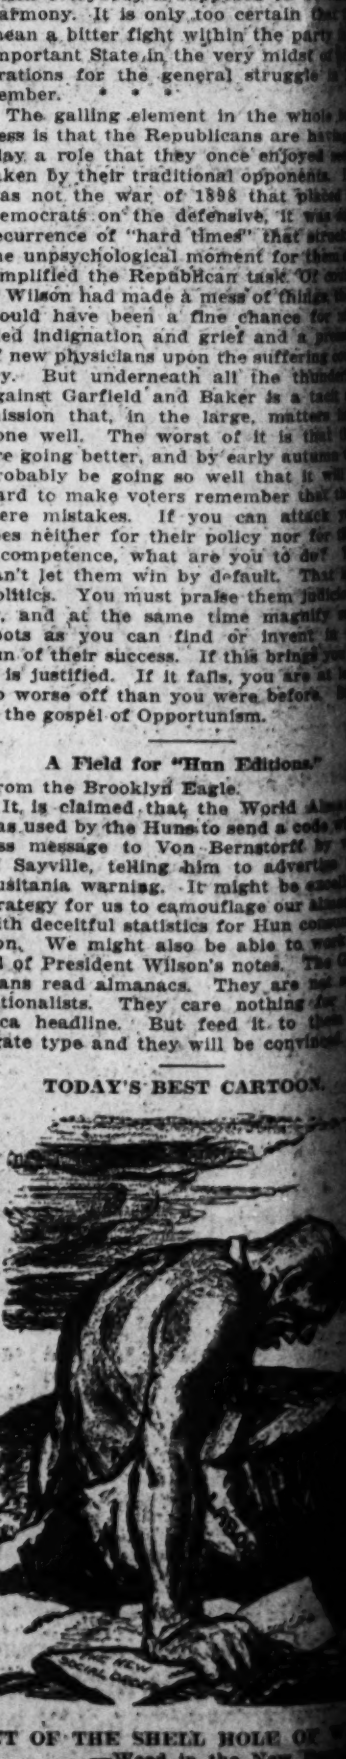 armony. It is only too certain
ean a bitter fight within the party
mportant State in the very midst
rations for the general struggle
ember. * * *
The galling element in the whole
ess is that the Republicans are
lay a role that they once enjoyed
aken by their traditional opponents.
as not the war of 1898 that placed
emocrats on the defensive, it was
ecurrence of "hard times" that
he unpsychological moment for
mplified the Republican task.
Wilson had made a mess of things
ould have been a fine chance for
ed indignation and grief and a
new physicians upon the suffering
y. But underneath all the
gainst Garfield and Baker is a
ission that, in the large, matters
one well. The worst of it is
re going better, and by early autumn
robably be going so well that it
ard to make voters remember
ere mistakes. If you can attack
es neither for their policy nor for
competence, what are you to do?
an't let them win by default. That
olitics. You must praise them
, and at the same time magnify
pots as you can find or invent in
un of their success. If this brings
is justified. If it fails, you are
o worse off than you were before.
the gospel of Opportunism.
A Field for "Hun Editions."
rom the Brooklyn Eagle.
It is claimed that the World
as used by the Huns to send a code
ss message to Von Bernstorff by
Sayville, telling him to advertise
usitania warning. It might be
rategy for us to camouflage our
ith deceitful statistics for Hun
on. We might also be able to
of President Wilson's notes. The
ans read almanacs. They are not
tionalists. They care nothing for
ca headline. But feed it to
ate type and they will be convinced
TODAY'S BEST CARTOON.
NEW
SOCIAL ORDER
T OF THE SHELL HOLE OF